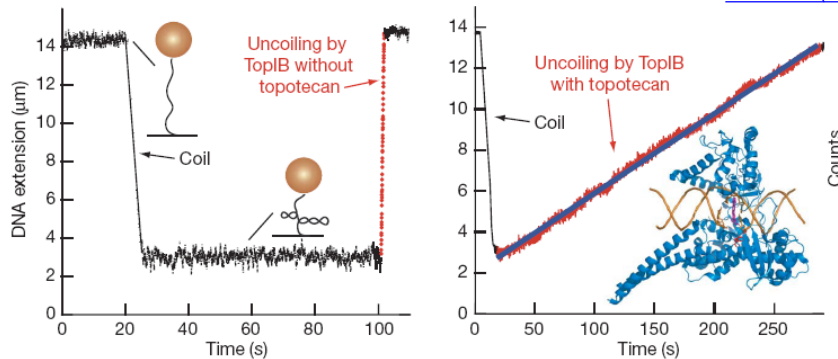 DNA extension (μm)
14
12
10
8
6
4
2
0
0
20
40
60
80
100
Time (s)
Coil
Uncoiling by
TopIB without
topotecan
14
12
10
8
6
4
2
0
50
100
150
200
250
Time (s)
Coil
Uncoiling by
TopIB with
topotecan
Counts